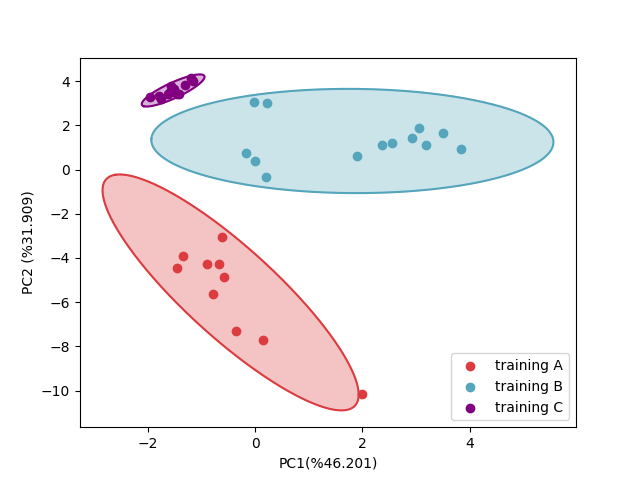 4
2
0
−2
−4
−6
−8
−10
PC2 (%31.909)
−2
0
2
4
PC1(%46.201)
training A
training B
training C